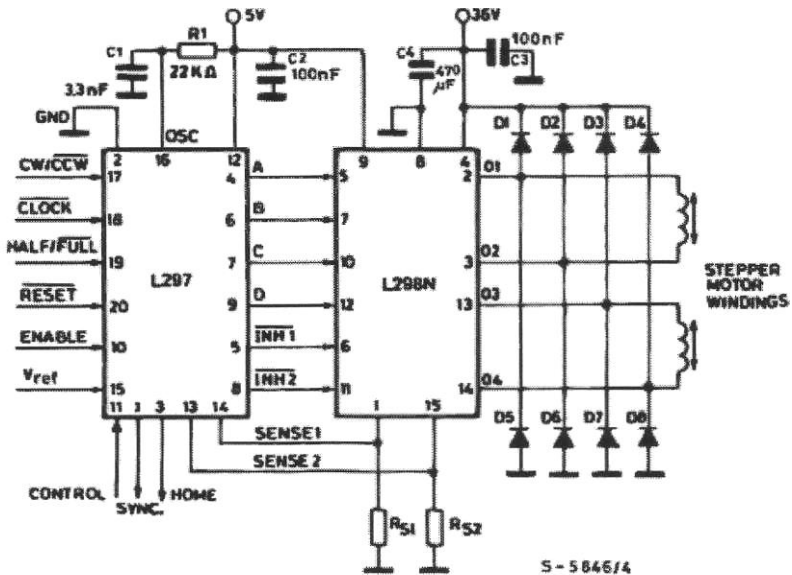 5V
36V
R1
C1
22KΩ
3.3nF
C2
100nF
C4
470
μF
100nF
C3
GND
OSC
D1 D2 D3 D4
2 16 12
9 8 4
CW/CCW 17
4 A 5
2 O1
CLOCK 18
6 B 7
HALF/FULL 19
7 C 10
3 O2
L297
L298N
STEPPER
MOTOR
WINDINGS
RESET 20
9 D 12
13 O3
ENABLE 10
5 INH1 6
Vref 15
8 INH2 11
14 O4
11 1 3 13 14
1 15
D5 D6 D7 D8
SENSE1
SENSE 2
CONTROL
SYNC.
HOME
RS1
RS2
S-5846/4